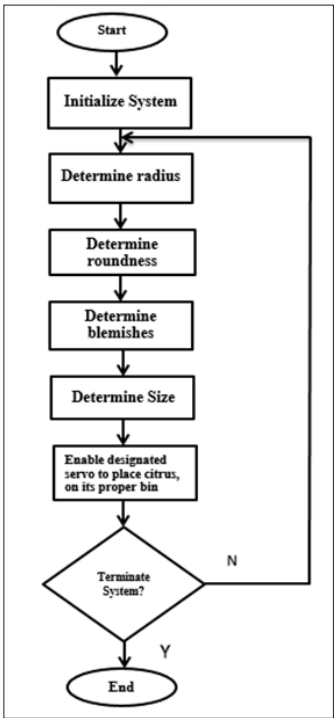 Start
Initialize System
Determine radius
Determine
roundness
Determine
blemishes
Determine Size
Enable designated
servo to place citrus,
on its proper bin
Terminate
System?
N
Y
End